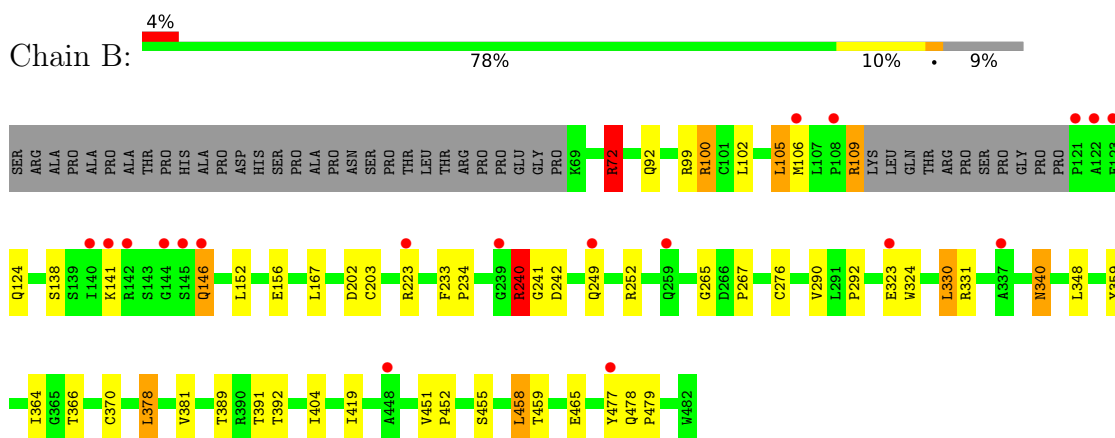 4%
Chain B:
78% 10% • 9%
SER ARG ALA PRO ALA PRO ALA THR PRO HIS ALA PRO ASP HIS SER PRO ALA PRO ASN SER PRO THR LEU THR ARG PRO PRO GLU GLY PRO K69 R72 Q92 R99 R100 C101 L102 L105 M106 L107 P108 R109 LYS LEU GLN THR ARG PRO SER PRO GLY PRO PRO P121 A122 E123
Q124 S138 S139 I140 K141 R142 S143 G144 S145 Q146 L152 E156 L167 D202 C203 R223 F233 P234 G239 R240 G241 D242 Q249 R252 Q259 G265 D266 P267 C276 V290 L291 P292 E323 W324 L330 R331 A337 N340 L348 Y359
I364 G365 T366 C370 L378 V381 T389 R390 T391 T392 I404 I419 A448 V451 P452 S455 L458 T459 E465 Y477 Q478 P479 W482